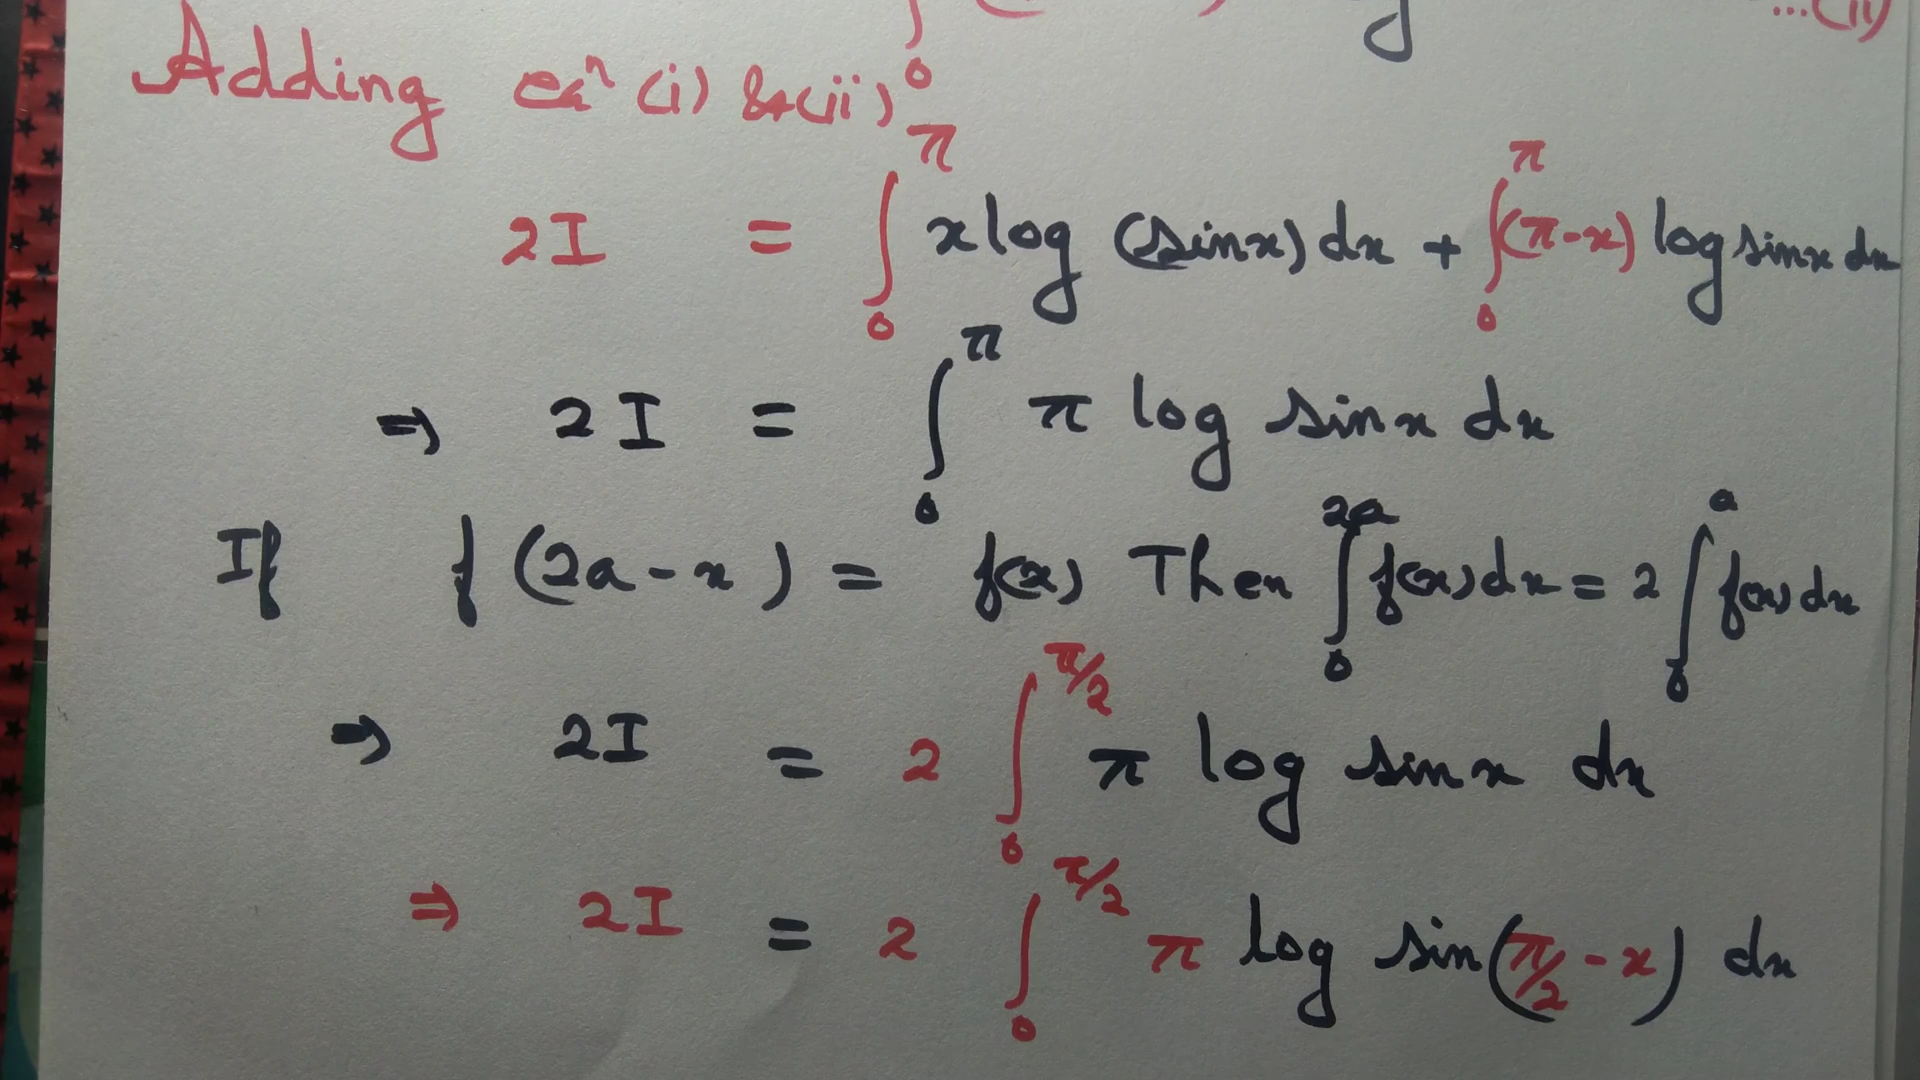 ...(ii)
Adding eqⁿ (i) & (ii)
2I = ∫₀^π x log (sinx) dx + ∫₀^π (π-x) log sinx dx
⇒ 2I = ∫₀^π π log sinx dx
If f(2a-x) = f(x) Then ∫₀^2a f(x)dx = 2 ∫₀^a f(x)dx
⇒ 2I = 2 ∫₀^π/2 π log sinx dx
⇒ 2I = 2 ∫₀^π/2 π log sin(π/2 - x) dx